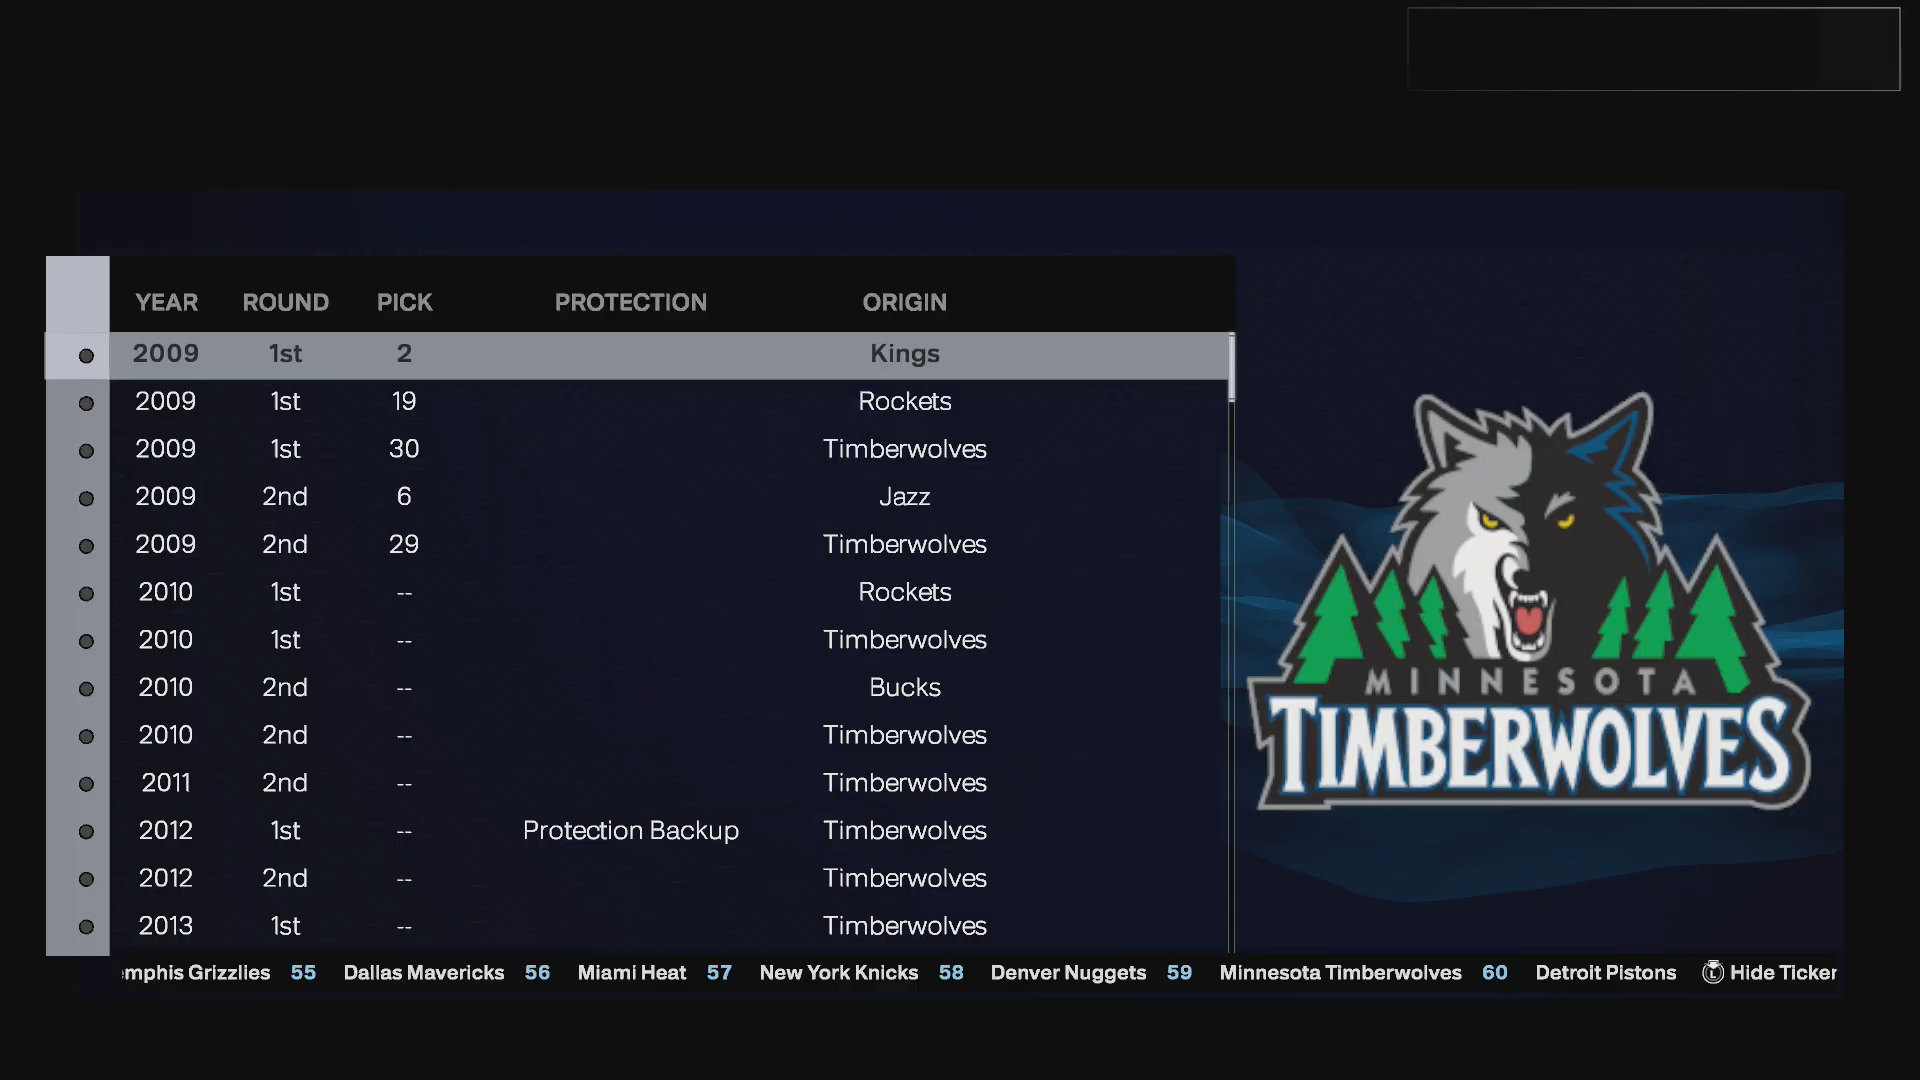 YEAR ROUND PICK PROTECTION ORIGIN
2009 1st 2 Kings
2009 1st 19 Rockets
2009 1st 30 Timberwolves
2009 2nd 6 Jazz
2009 2nd 29 Timberwolves
2010 1st -- Rockets
2010 1st -- Timberwolves
2010 2nd -- Bucks
2010 2nd -- Timberwolves
2011 2nd -- Timberwolves
2012 1st -- Protection Backup Timberwolves
2012 2nd -- Timberwolves
2013 1st -- Timberwolves
MINNESOTA
TIMBERWOLVES
mphis Grizzlies 55 Dallas Mavericks 56 Miami Heat 57 New York Knicks 58 Denver Nuggets 59 Minnesota Timberwolves 60 Detroit Pistons L Hide Ticker